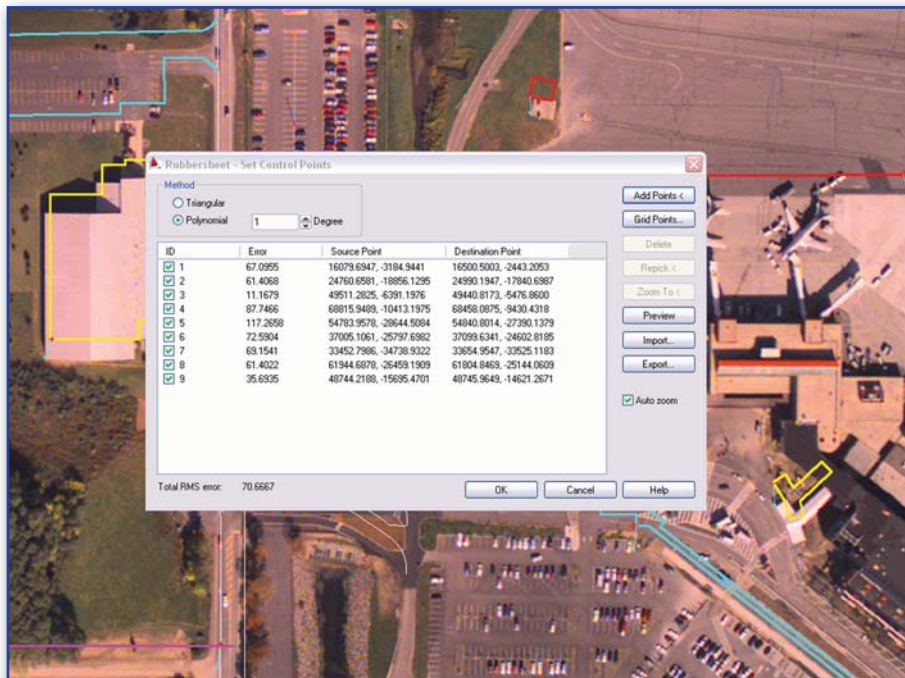 Rubbersheet - Set Control Points
Method
Triangular
Polynomial 1 Degree
Add Points <
Grid Points...
Delete
Repick <
Zoom To <
Preview
Import...
Export...
Auto zoom
ID Error Source Point Destination Point
1 67.0955 16079.6947, -3184.9441 16500.5003, -2443.2053
2 61.4068 24760.6581, -18856.1295 24990.1947, -17840.6987
3 11.1679 49511.2825, -6391.1976 49440.8173, -5476.8600
4 87.7466 68815.9489, -10413.1975 68458.0875, -9430.4318
5 117.2658 54783.9578, -28644.5084 54840.8014, -27390.1379
6 72.5904 37005.1061, -25797.6982 37099.6341, -24602.8185
7 69.1541 33452.7986, -34738.9322 33654.9547, -33525.1183
8 61.4022 61944.6878, -26459.1909 61804.8469, -25144.0609
9 35.6935 48744.2188, -15695.4701 48745.9649, -14621.2671
Total RMS error: 70.6667
OK Cancel Help